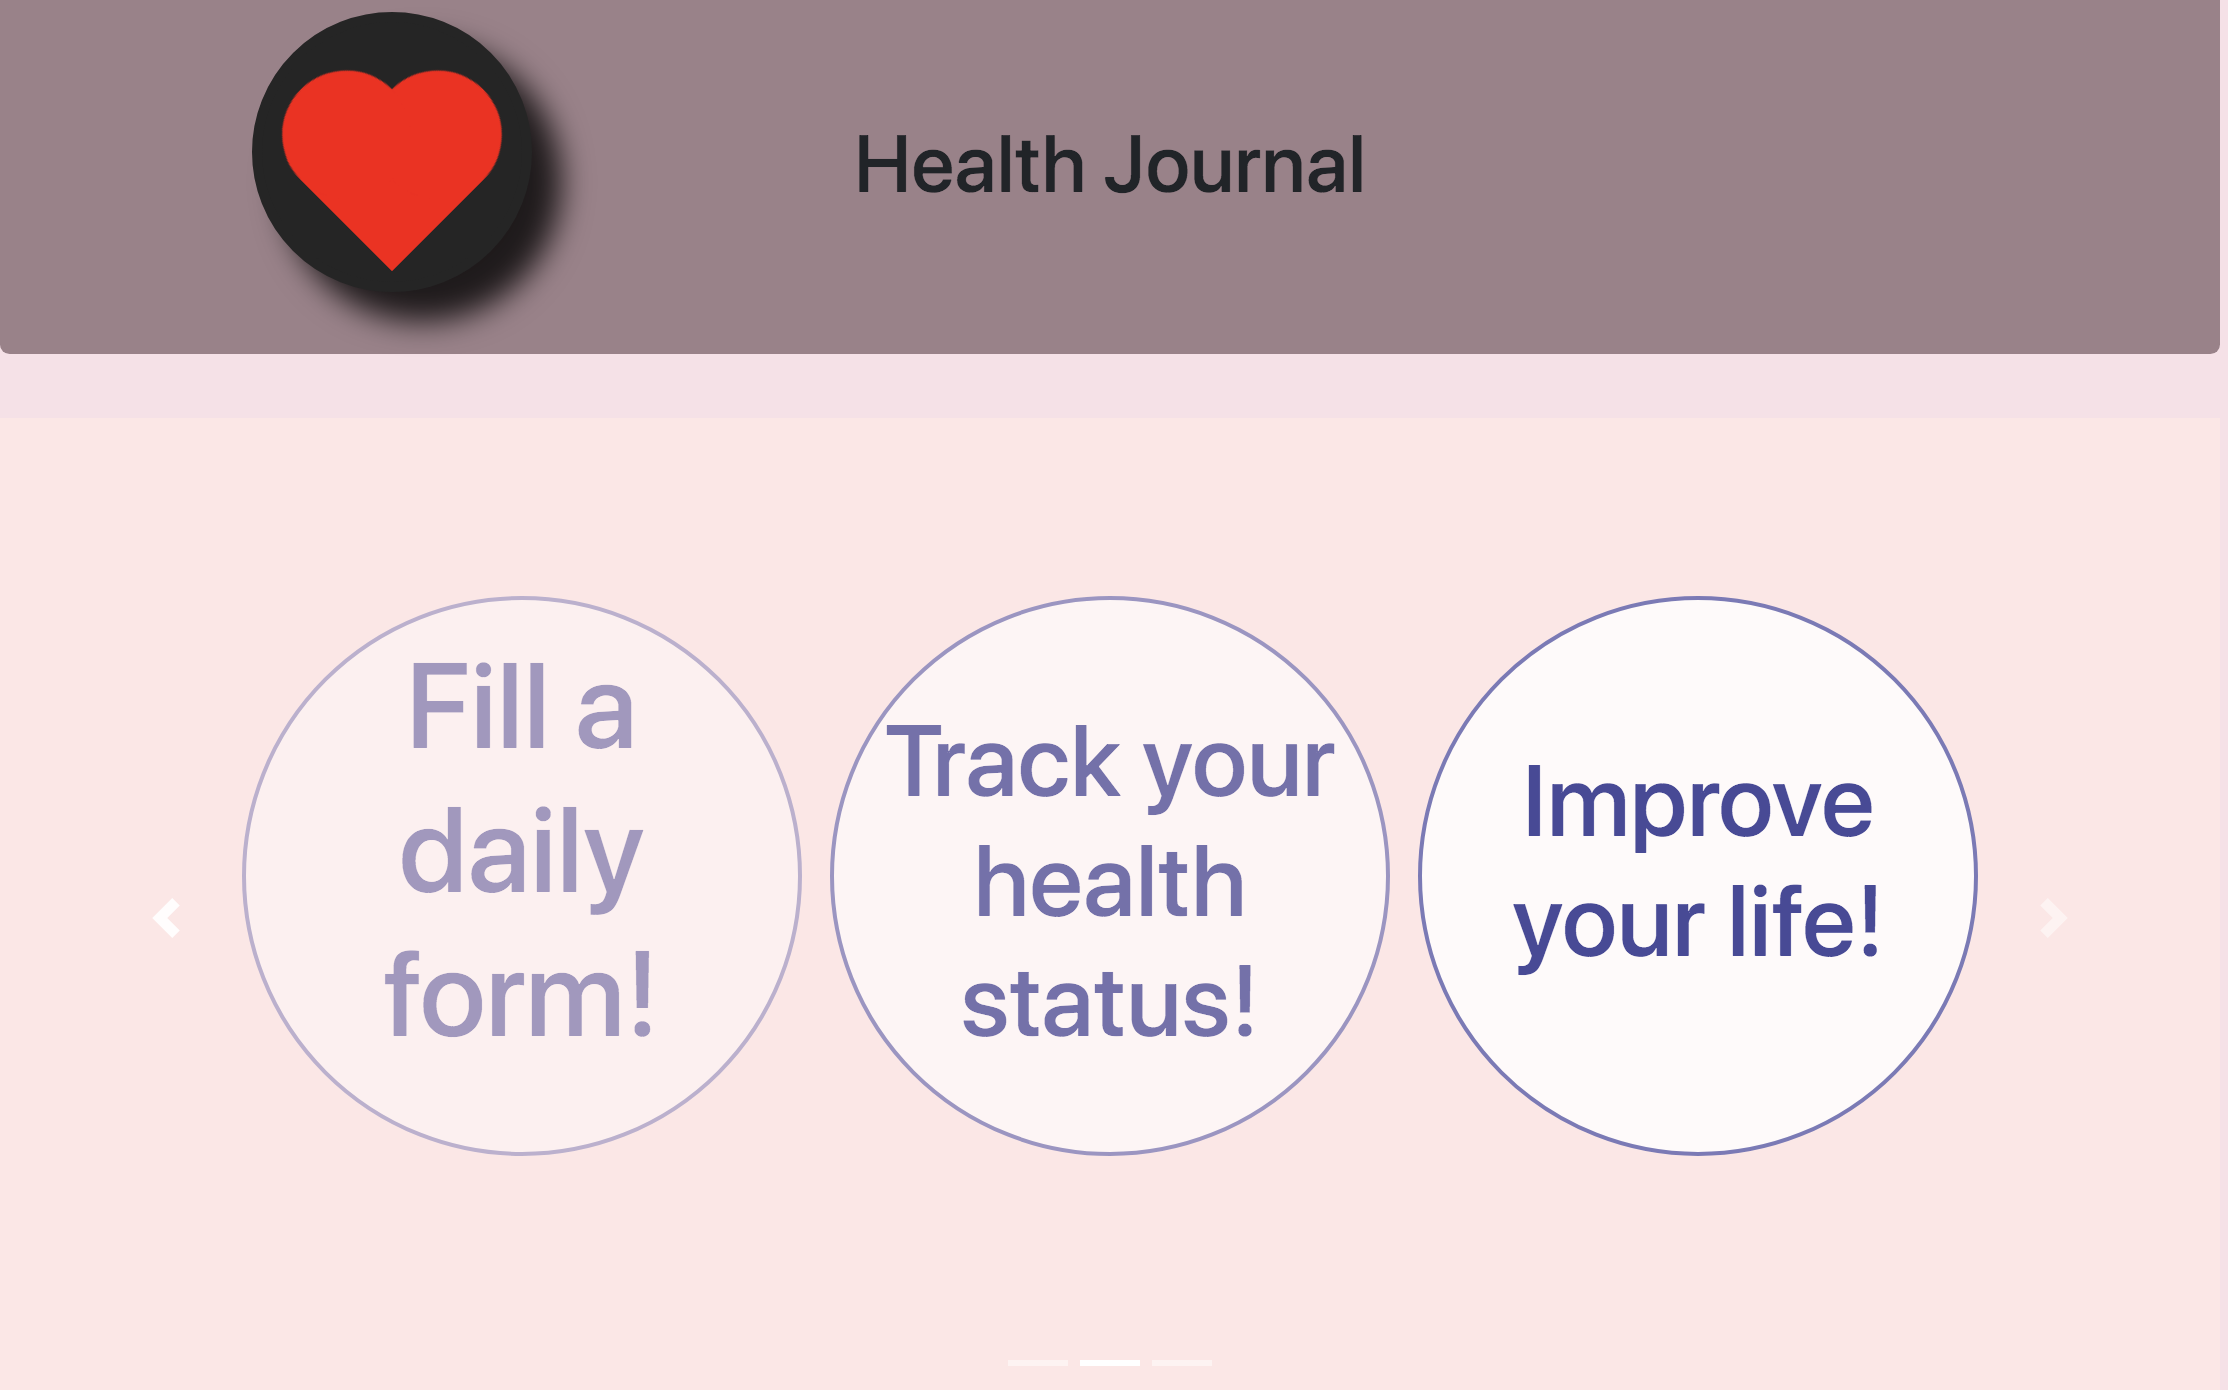 Health Journal
Fill a
daily
form!
Track your
health
status!
Improve
your life!